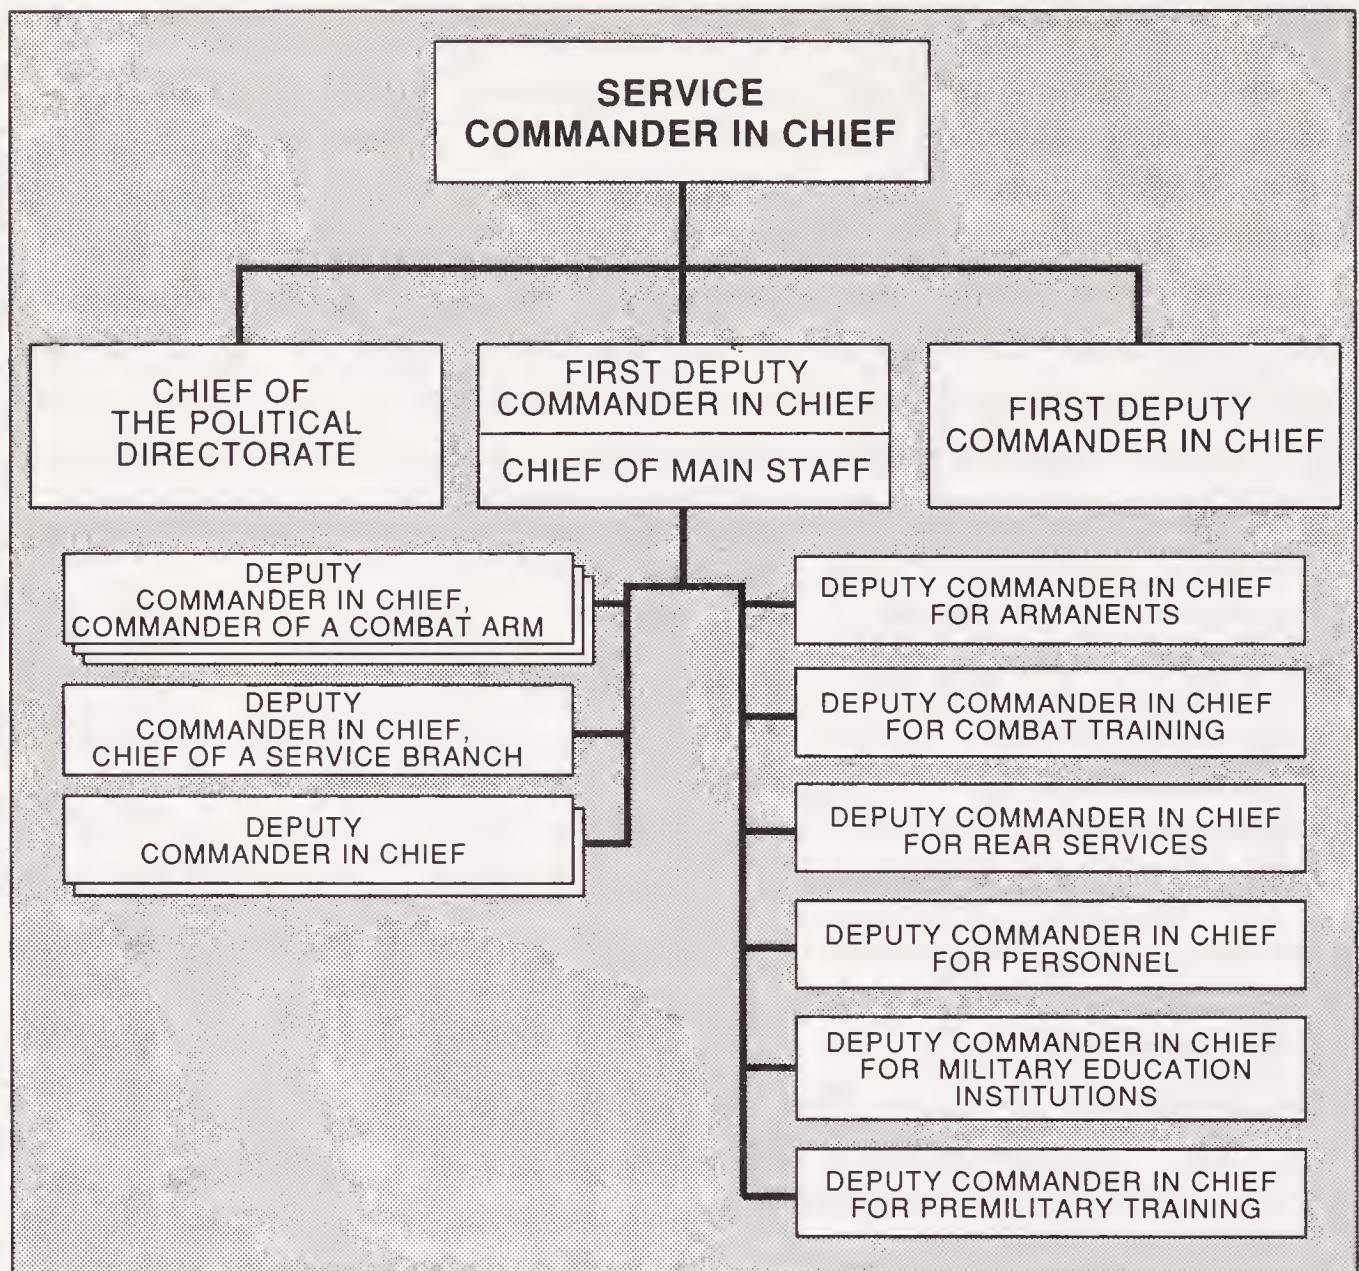 SERVICE
COMMANDER IN CHIEF
CHIEF OF
THE POLITICAL
DIRECTORATE
FIRST DEPUTY
COMMANDER IN CHIEF
CHIEF OF MAIN STAFF
FIRST DEPUTY
COMMANDER IN CHIEF
DEPUTY
COMMANDER IN CHIEF,
COMMANDER OF A COMBAT ARM
DEPUTY
COMMANDER IN CHIEF,
CHIEF OF A SERVICE BRANCH
DEPUTY
COMMANDER IN CHIEF
DEPUTY COMMANDER IN CHIEF
FOR ARMANENTS
DEPUTY COMMANDER IN CHIEF
FOR COMBAT TRAINING
DEPUTY COMMANDER IN CHIEF
FOR REAR SERVICES
DEPUTY COMMANDER IN CHIEF
FOR PERSONNEL
DEPUTY COMMANDER IN CHIEF
FOR MILITARY EDUCATION
INSTITUTIONS
DEPUTY COMMANDER IN CHIEF
FOR PREMILITARY TRAINING